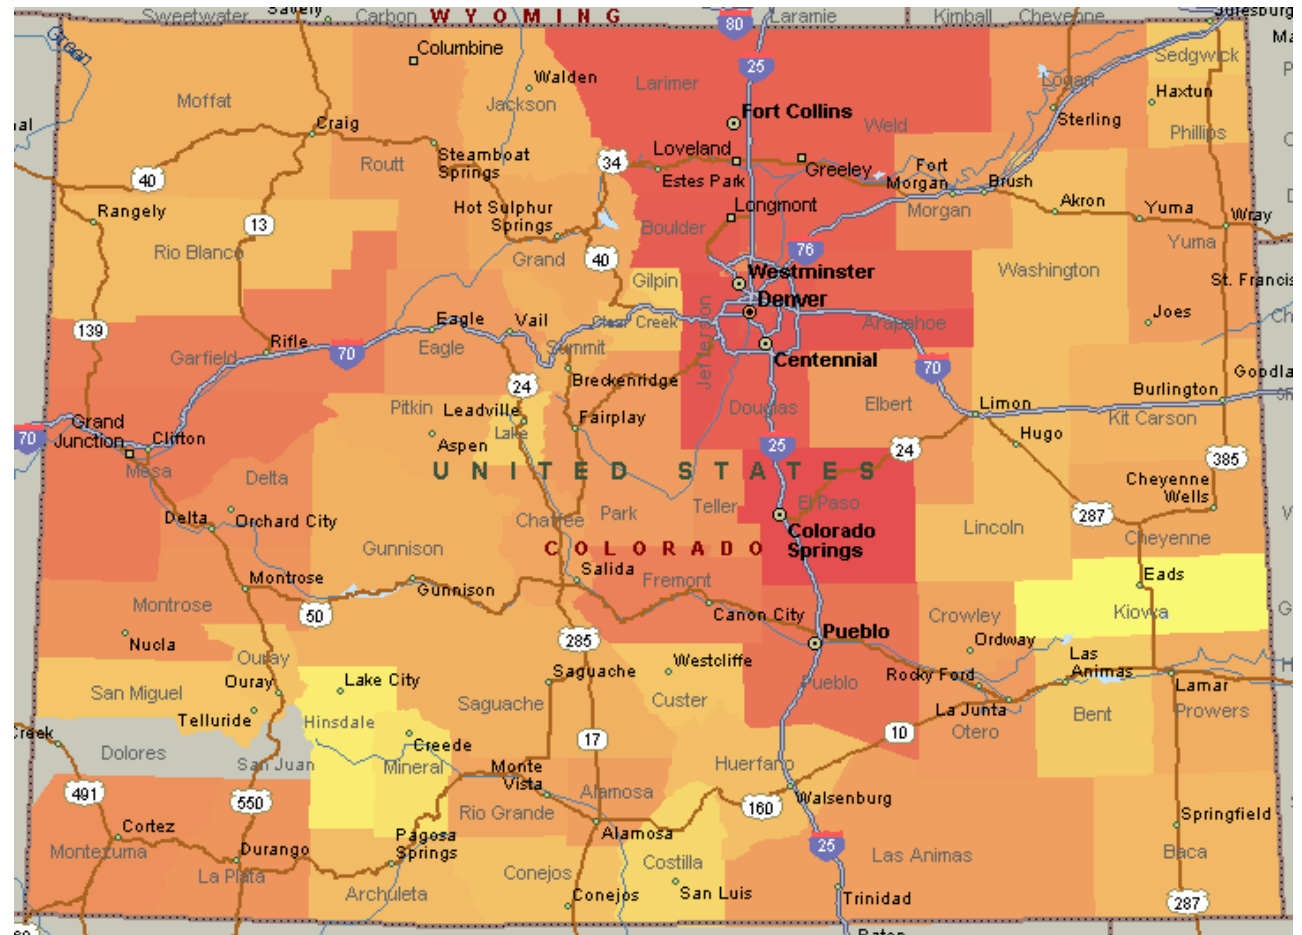 Sweetwater
Carbon
WYOMING
80
Laramie
Kimball
Cheyenne
Columbine
25
Sedgwick
Walden
Larimer
Logan
Moffat
Jackson
Haxtun
Fort Collins
Craig
Weld
Sterling
Phillips
Routt
Steamboat
Springs
34
Loveland
Greeley
Fort
Morgan
Brush
40
Estes Park
Rangely
Hot Sulphur
Springs
Longmont
Morgan
Akron
Yuma
Wray
13
Boulder
76
Yuma
Rio Blanco
Grand
40
Gilpin
Westminster
Washington
St. Francis
Denver
139
Eagle
Vail
Clear Creek
Arapahoe
Joes
Garfield
Rifle
70
Eagle
Summit
Jefferson
Centennial
24
Breckenridge
70
Burlington
Grand
Junction
Pitkin
Leadville
Fairplay
Douglas
Elbert
Limon
Kit Carson
70
Clifton
Aspen
Lake
25
24
Hugo
385
Mesa
Delta
UNITED STATES
Cheyenne
Wells
Delta
Orchard City
Chaffee
Park
Teller
El Paso
Colorado
Springs
287
Lincoln
Cheyenne
Gunnison
COLORADO
Montrose
Gunnison
Salida
Fremont
Eads
Montrose
50
Canon City
Crowley
Kiowa
Nucla
285
Pueblo
Ordway
Ouray
Saguache
Westcliffe
Rocky Ford
Las
Animas
San Miguel
Ouray
Lake City
Custer
Pueblo
Lamar
Telluride
Hinsdale
Saguache
La Junta
Bent
Prowers
Creek
Dolores
San Juan
Creede
17
10
Otero
Mineral
Monte
Vista
Huerfano
491
550
Alamosa
160
Walsenburg
Rio Grande
Springfield
Cortez
Pagosa
Springs
Alamosa
25
Montezuma
Durango
Costilla
Las Animas
Baca
La Plata
Archuleta
Conejos
Conejos
San Luis
Trinidad
287